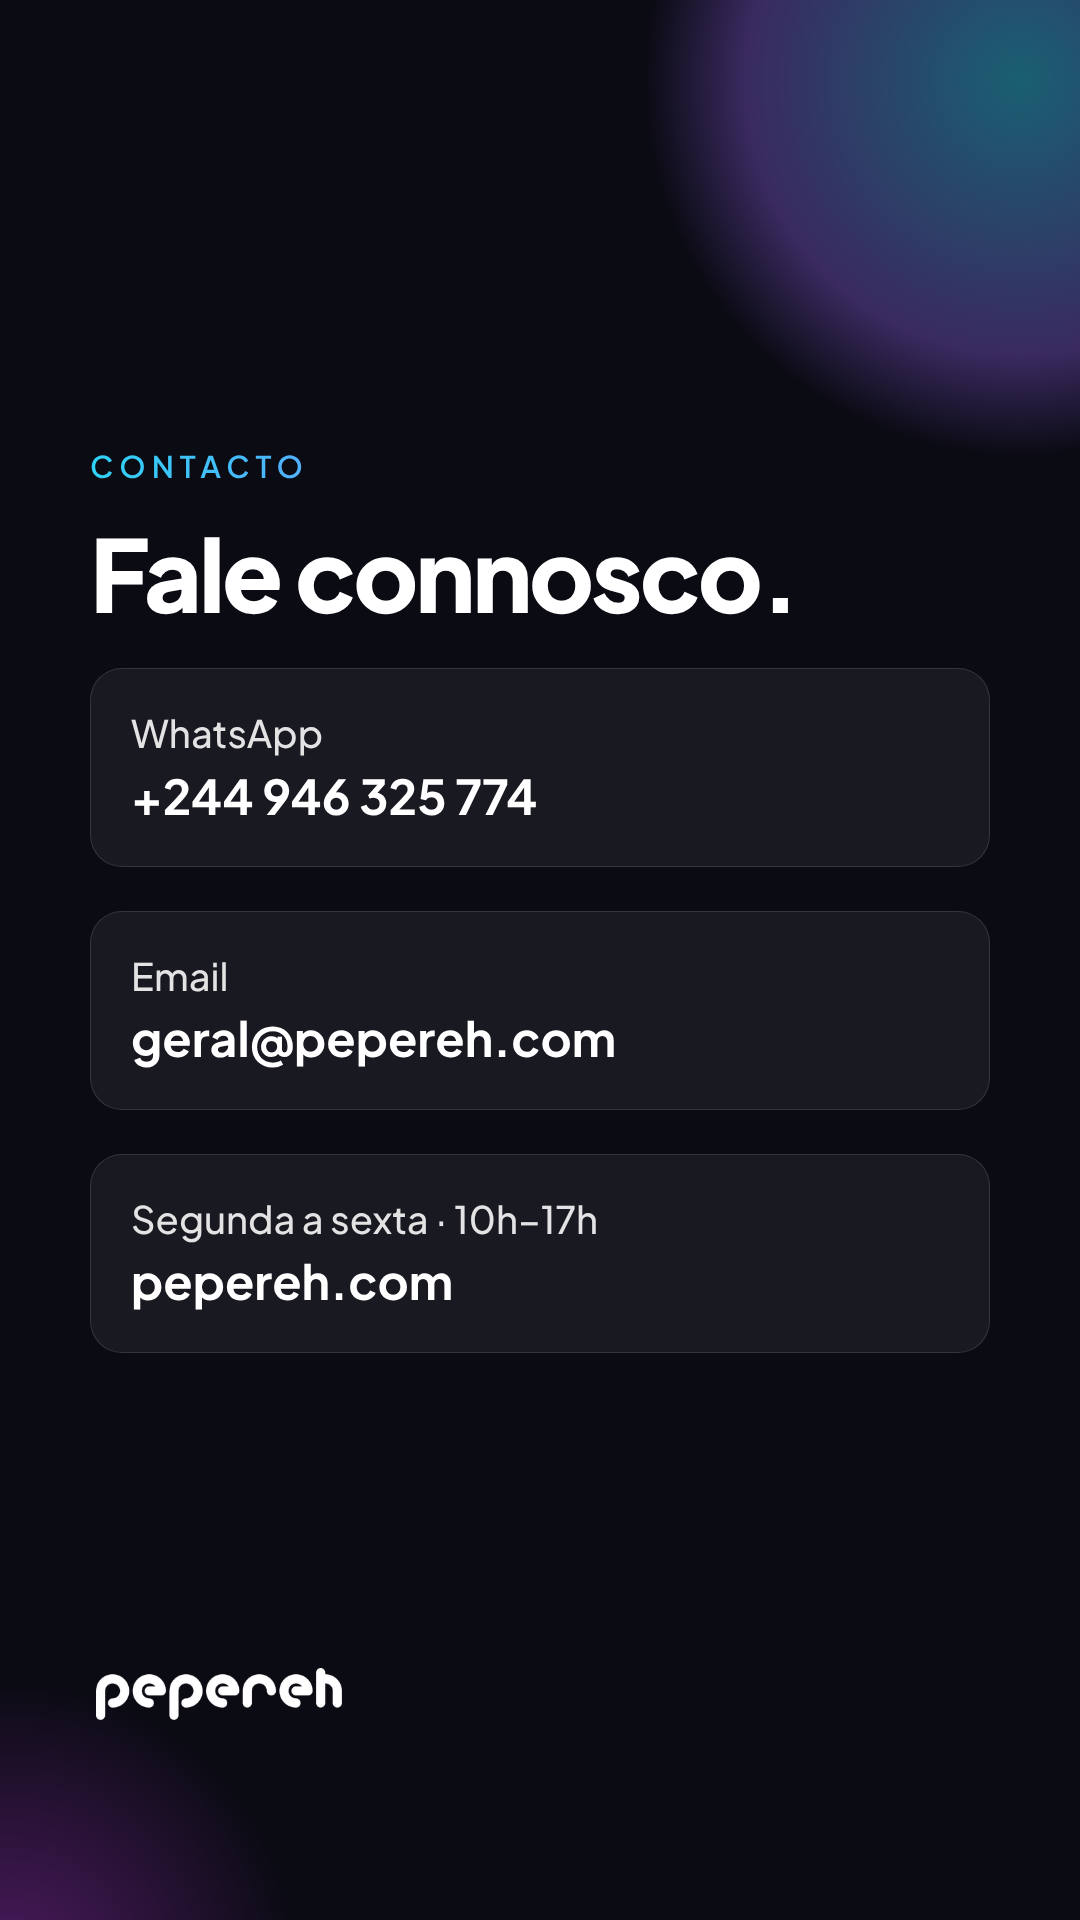 CONTACTO
Fale connosco.
WhatsApp
+244 946 325 774
Email
geral@pepereh.com
Segunda a sexta · 10h–17h
pepereh.com
pepereh